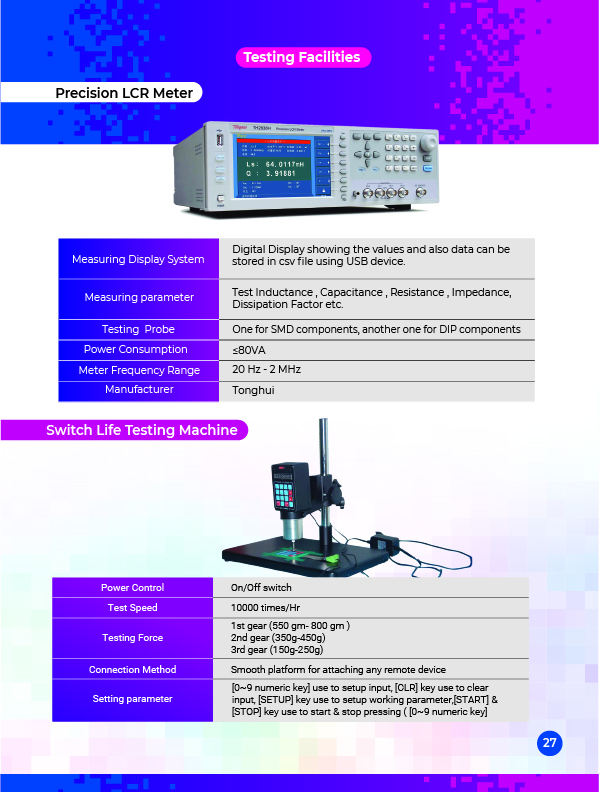 Testing Facilities
Precision LCR Meter
Tonghui TH2838H Precision LCR Meter
Ls: 64.0117mH
Q : 3.91881
Measuring Display System
Digital Display showing the values and also data can be
stored in csv file using USB device.
Measuring parameter
Test Inductance , Capacitance , Resistance , Impedance,
Dissipation Factor etc.
Testing Probe
One for SMD components, another one for DIP components
Power Consumption
≤80VA
Meter Frequency Range
20 Hz - 2 MHz
Manufacturer
Tonghui
Switch Life Testing Machine
Power Control
On/Off switch
Test Speed
10000 times/Hr
Testing Force
1st gear (550 gm- 800 gm )
2nd gear (350g-450g)
3rd gear (150g-250g)
Connection Method
Smooth platform for attaching any remote device
Setting parameter
[0~9 numeric key] use to setup input, [CLR] key use to clear
input, [SETUP] key use to setup working parameter,[START] &
[STOP] key use to start & stop pressing ( [0~9 numeric key]
27